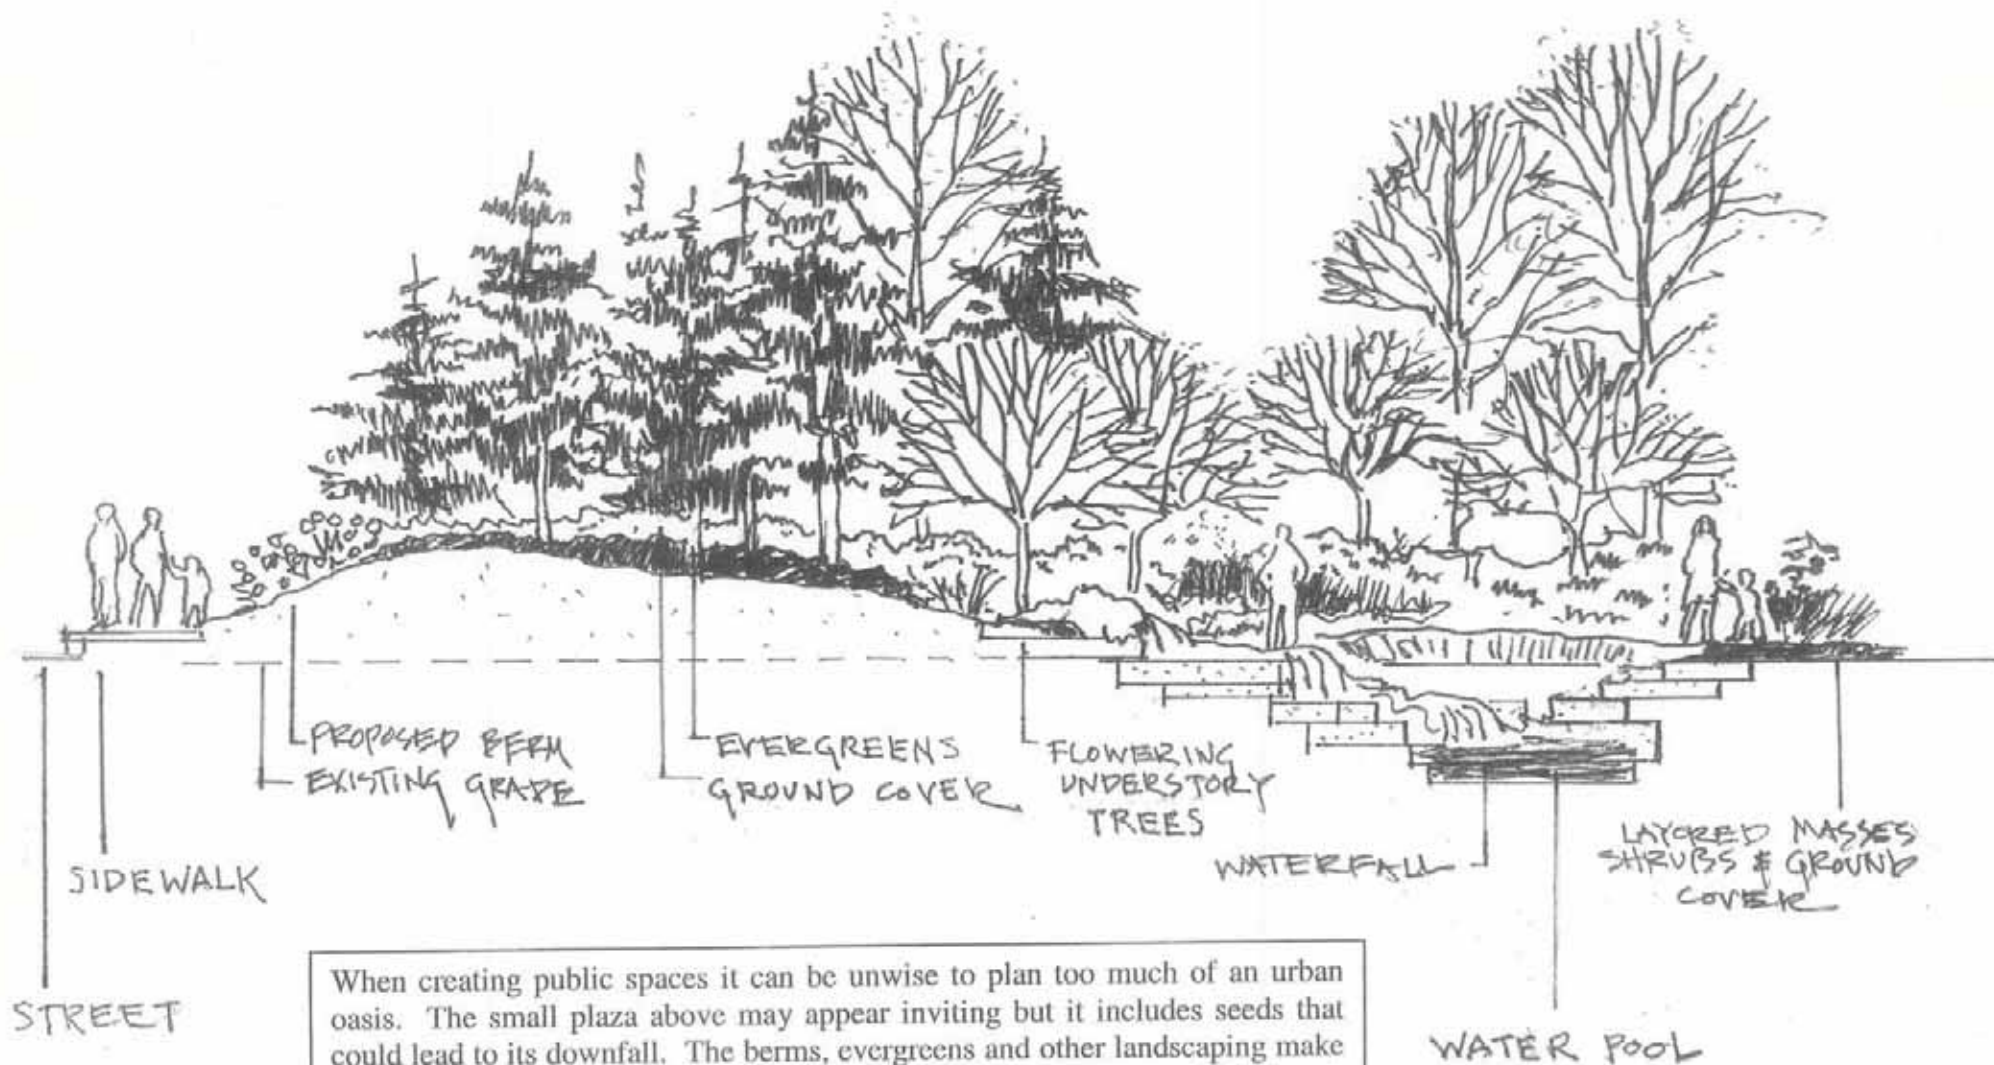 PROPOSED BERM
EXISTING GRADE
EVERGREENS
GROUND COVER
FLOWERING
UNDERSTORY
TREES
WATERFALL
LAYERED MASSES
SHRUBS & GROUND
COVER
SIDEWALK
STREET
WATER POOL
When creating public spaces it can be unwise to plan too much of an urban
oasis. The small plaza above may appear inviting but it includes seeds that
could lead to its downfall. The berms, evergreens and other landscaping make